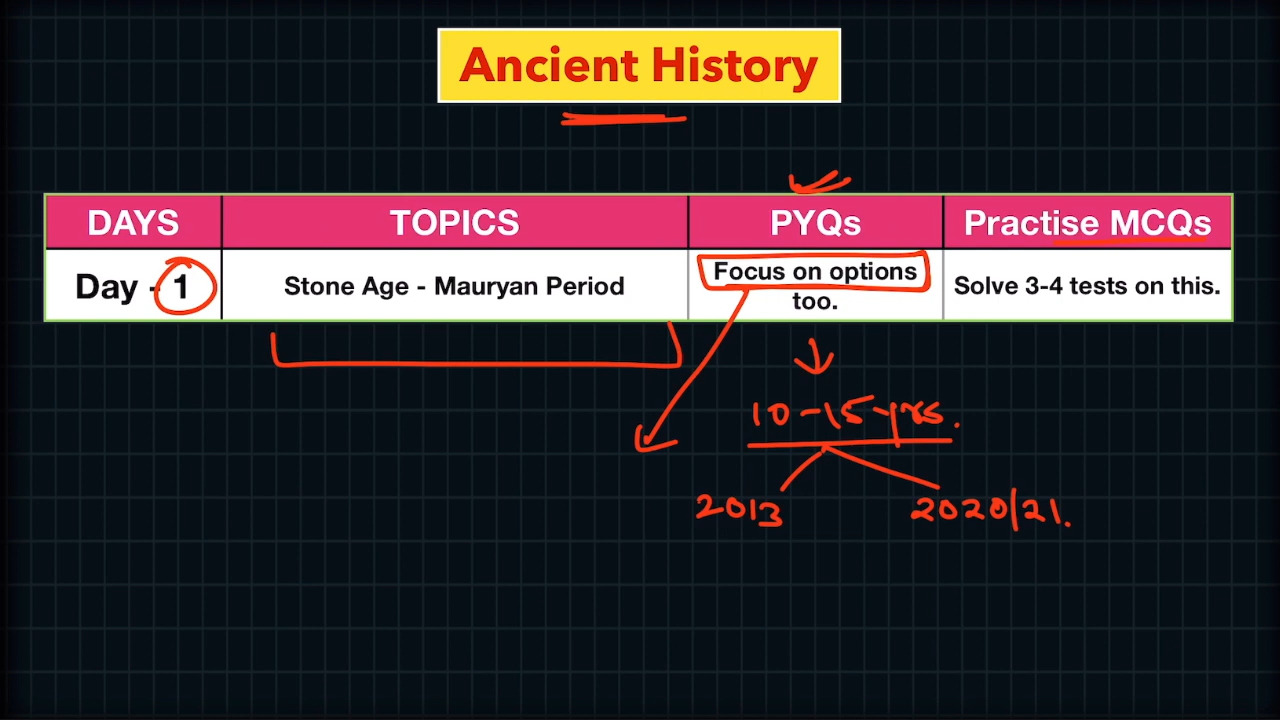 Ancient History
DAYS
TOPICS
PYQs
Practise MCQs
Day - 1
Stone Age - Mauryan Period
Focus on options
too.
Solve 3-4 tests on this.
10-15-yrs.
2013
2020/21.